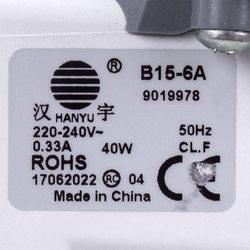 ® B15-6A
汉 HANYU 宇 9019978
220-240V~ 50Hz
0.33A 40W CL.F
ROHS
17062022 RC 04 CE
Made in China